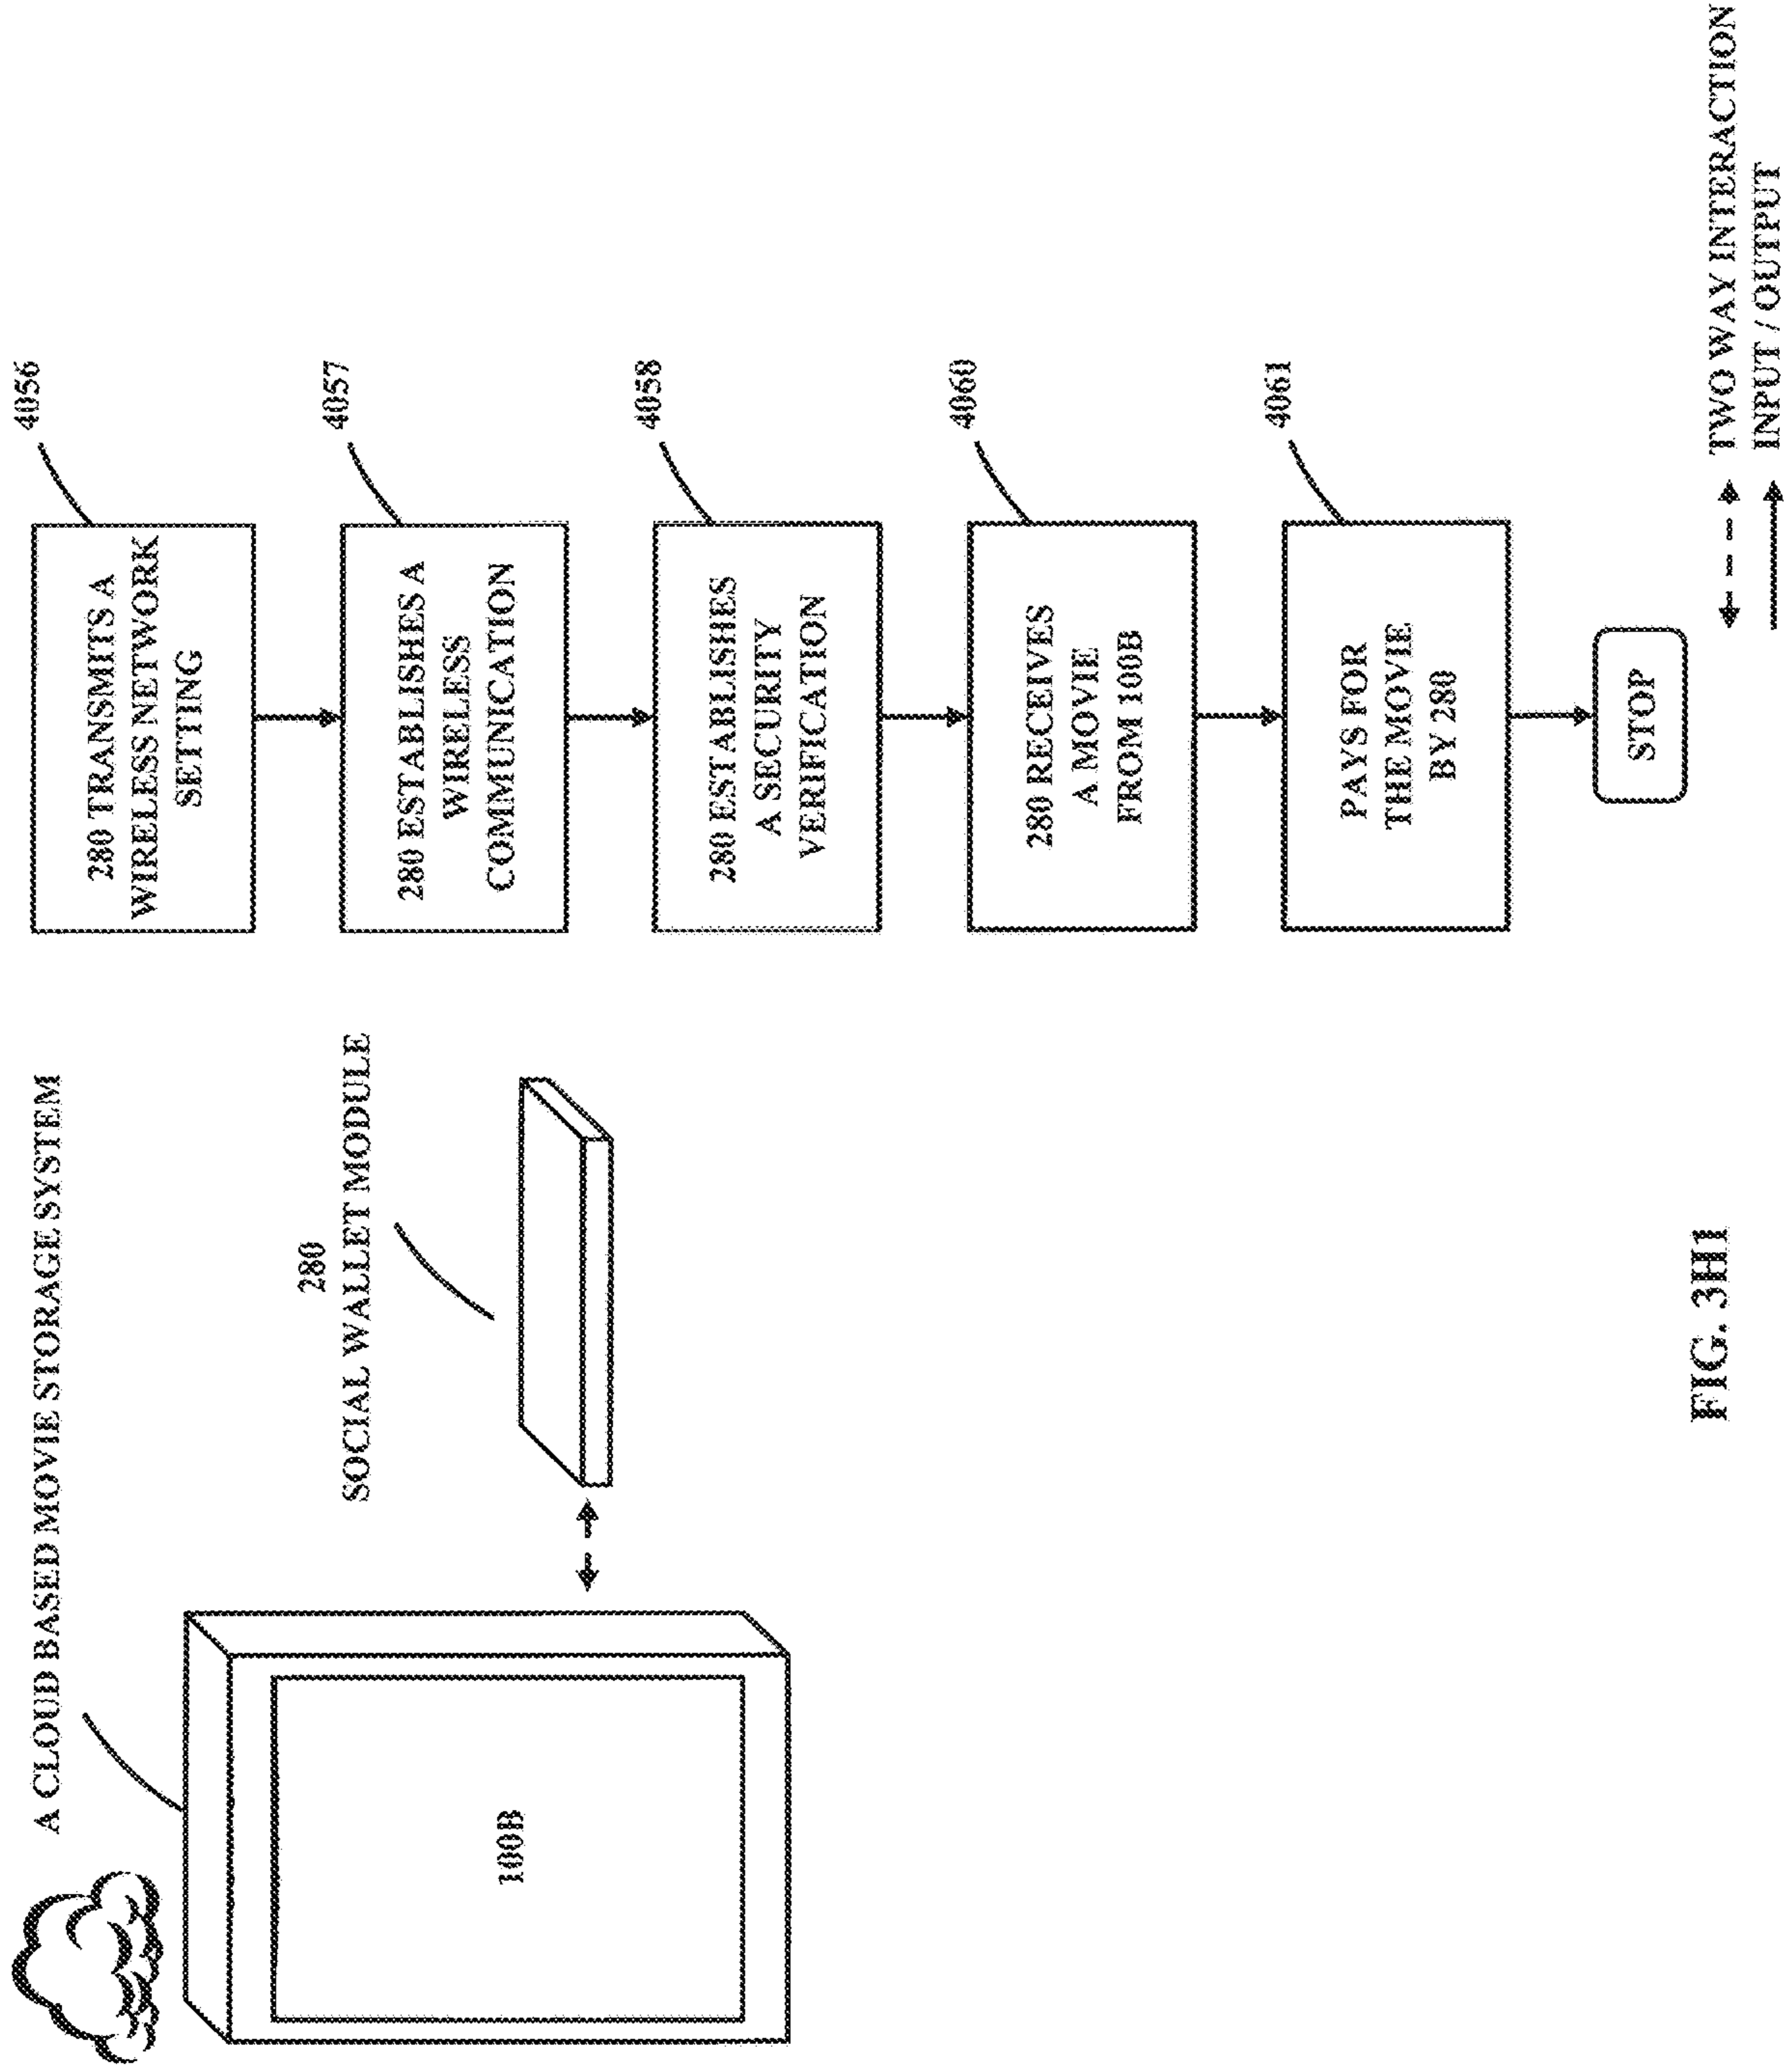 A CLOUD BASED MOVIE STORAGE SYSTEM
100B
280
SOCIAL WALLET MODULE
4056
280 TRANSMITS A
WIRELESS NETWORK
SETTING
4057
280 ESTABLISHES A
WIRELESS
COMMUNICATION
4058
280 ESTABLISHES
A SECURITY
VERIFICATION
4060
280 RECEIVES
A MOVIE
FROM 100B
4061
PAYS FOR
THE MOVIE
BY 280
STOP
TWO WAY INTERACTION
INPUT / OUTPUT
FIG. 3H1